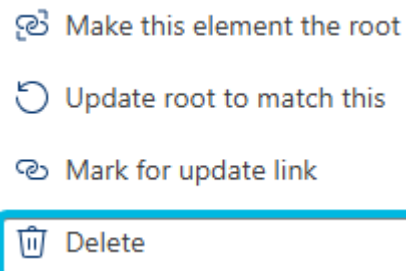 Make this element the root
Update root to match this
Mark for update link
Delete